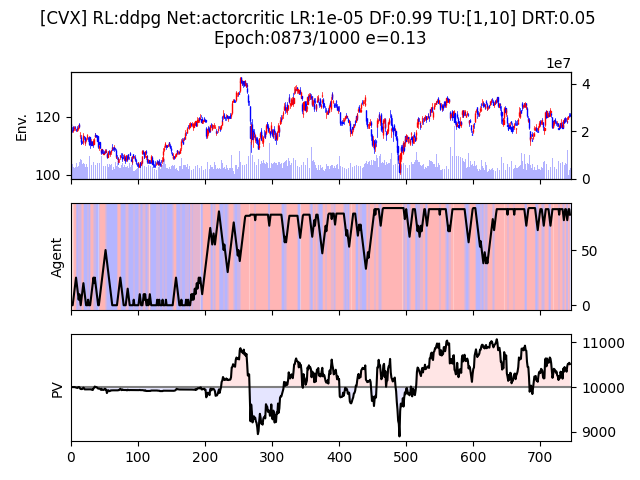 [CVX] RL:ddpg Net:actorcritic LR:1e-05 DF:0.99 TU:[1,10] DRT:0.05
Epoch:0873/1000 e=0.13
1e7
Env.
120
100
4
2
0
Agent
50
0
PV
11000
10000
9000
0 100 200 300 400 500 600 700